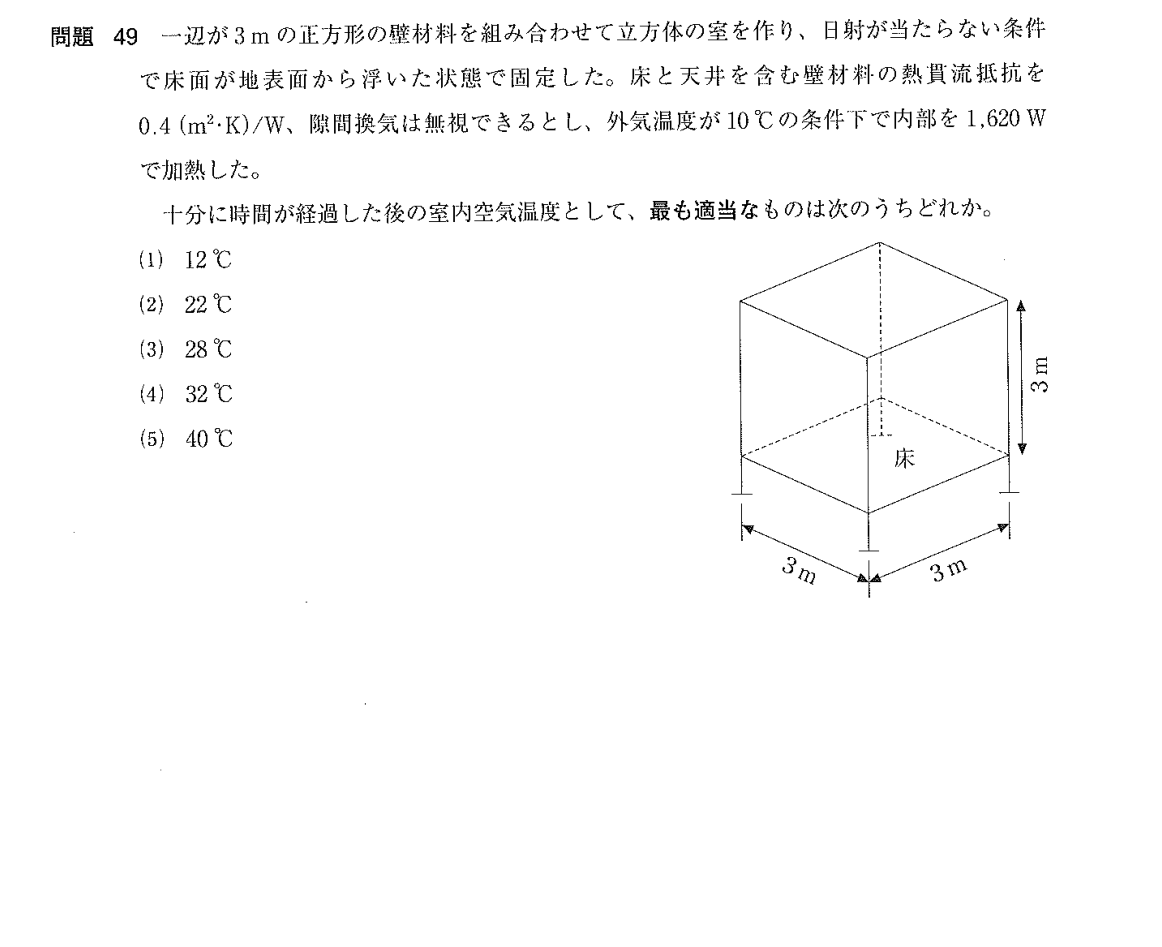 問題 49 一辺が3mの正方形の壁材料を組み合わせて立方体の室を作り、日射が当たらない条件
で床面が地表面から浮いた状態で固定した。床と天井を含む壁材料の熱貫流抵抗を
0.4 (m²·K)/W、隙間換気は無視できるとし、外気温度が10℃の条件下で内部を1,620 W
で加熱した。
十分に時間が経過した後の室内空気温度として、最も適当なものは次のうちどれか。
(1) 12℃
(2) 22℃
(3) 28℃
(4) 32℃
(5) 40℃
3m
床
3m
3m